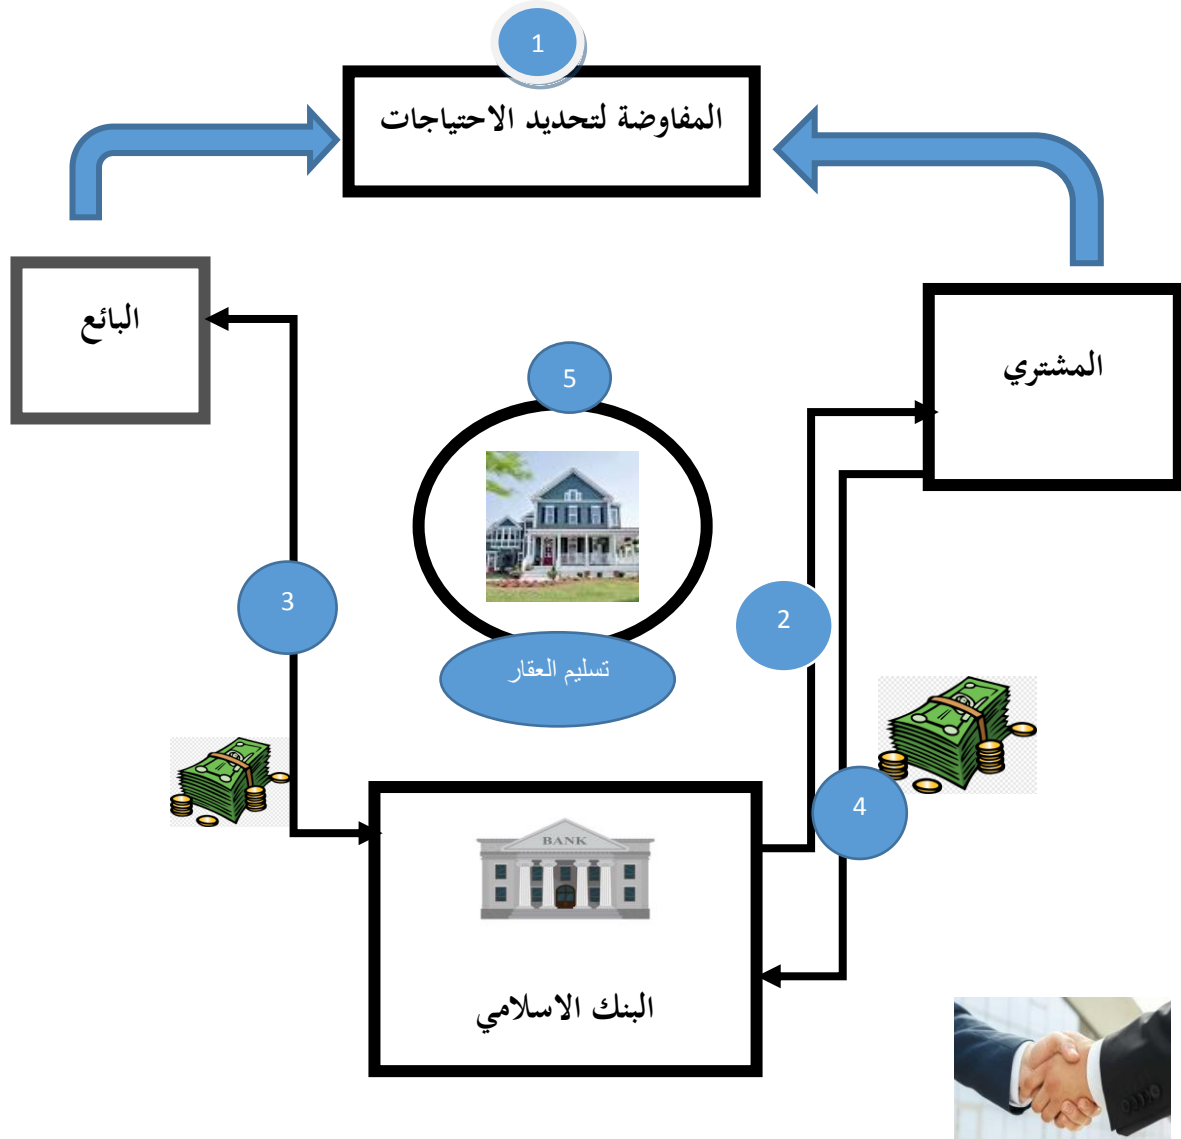 1
المفاوضة لتحديد الاحتياجات
البائع
المشتري
5
3
2
تسليم العقار
4
BANK
البنك الاسلامي